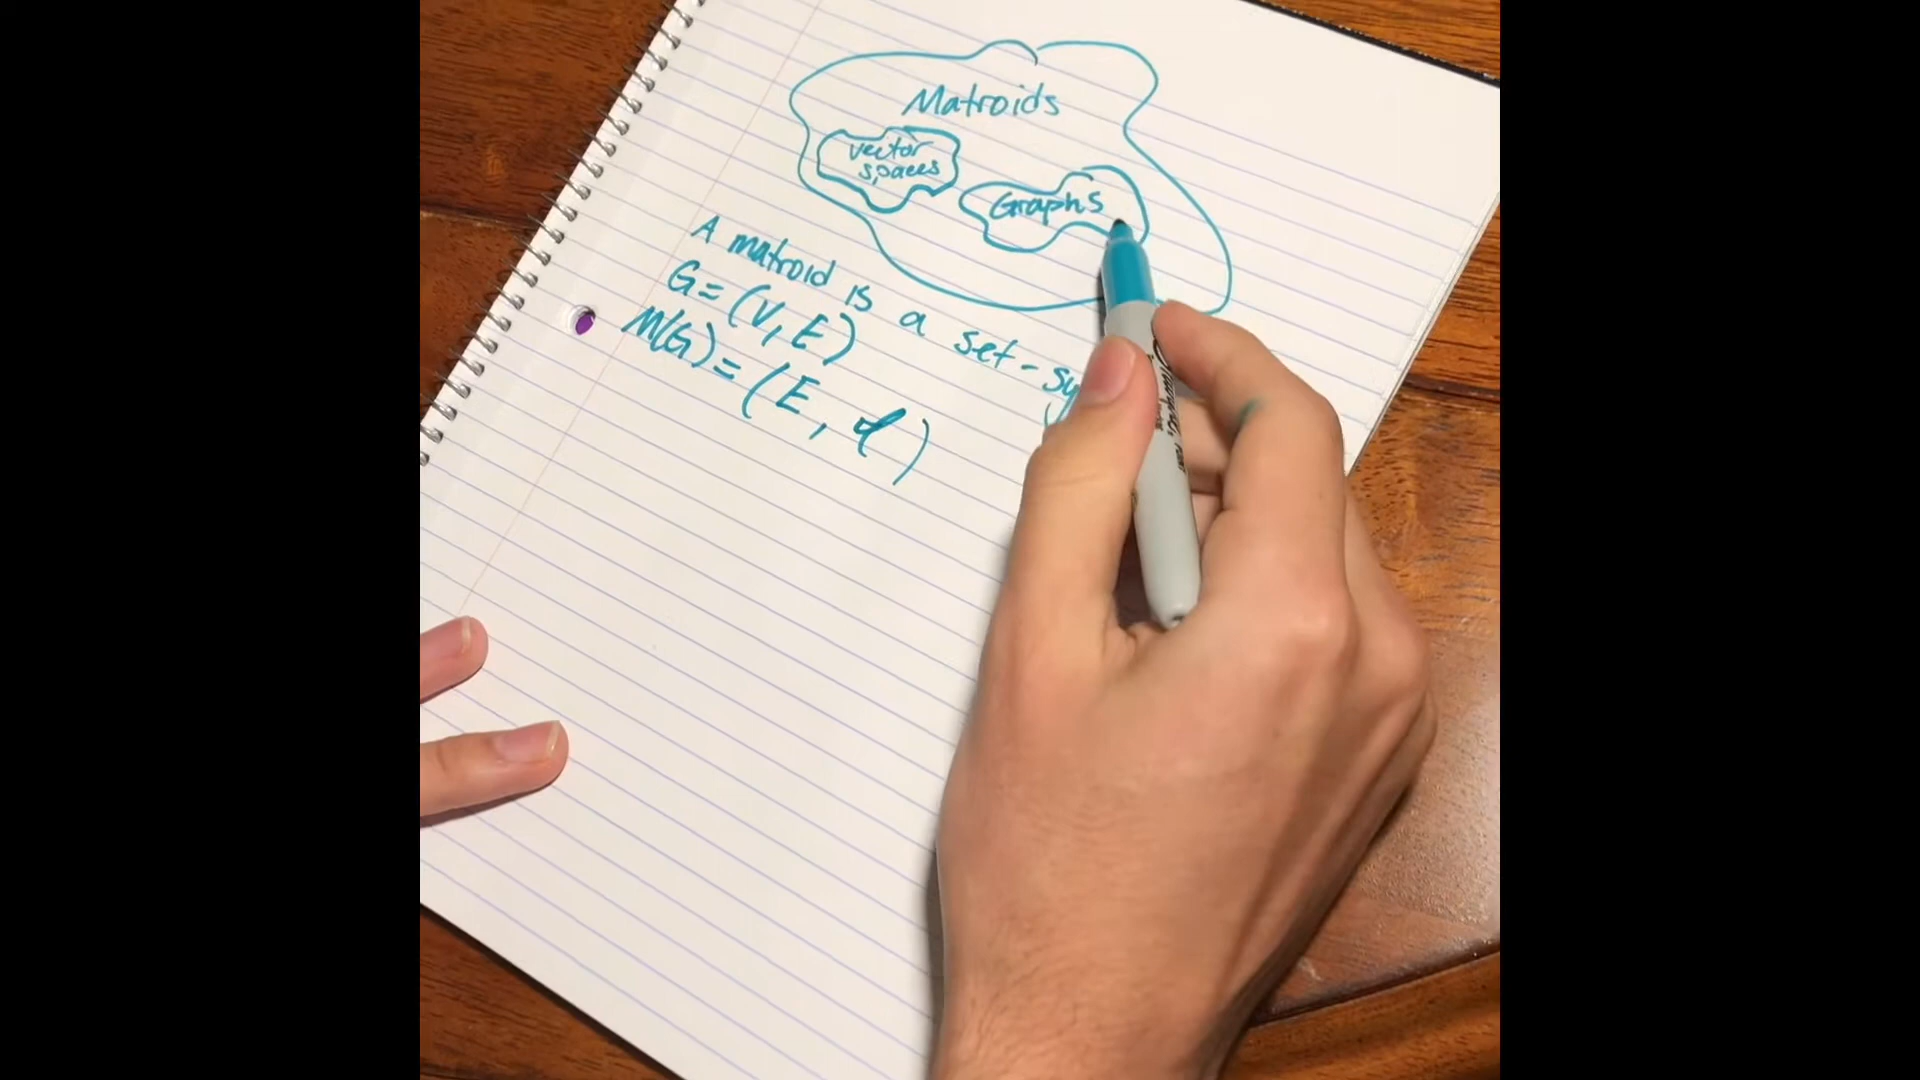 Matroids
vector
spaces
Graphs
A matroid is a set-sy
G = (V, E)
M(G) = (E, )